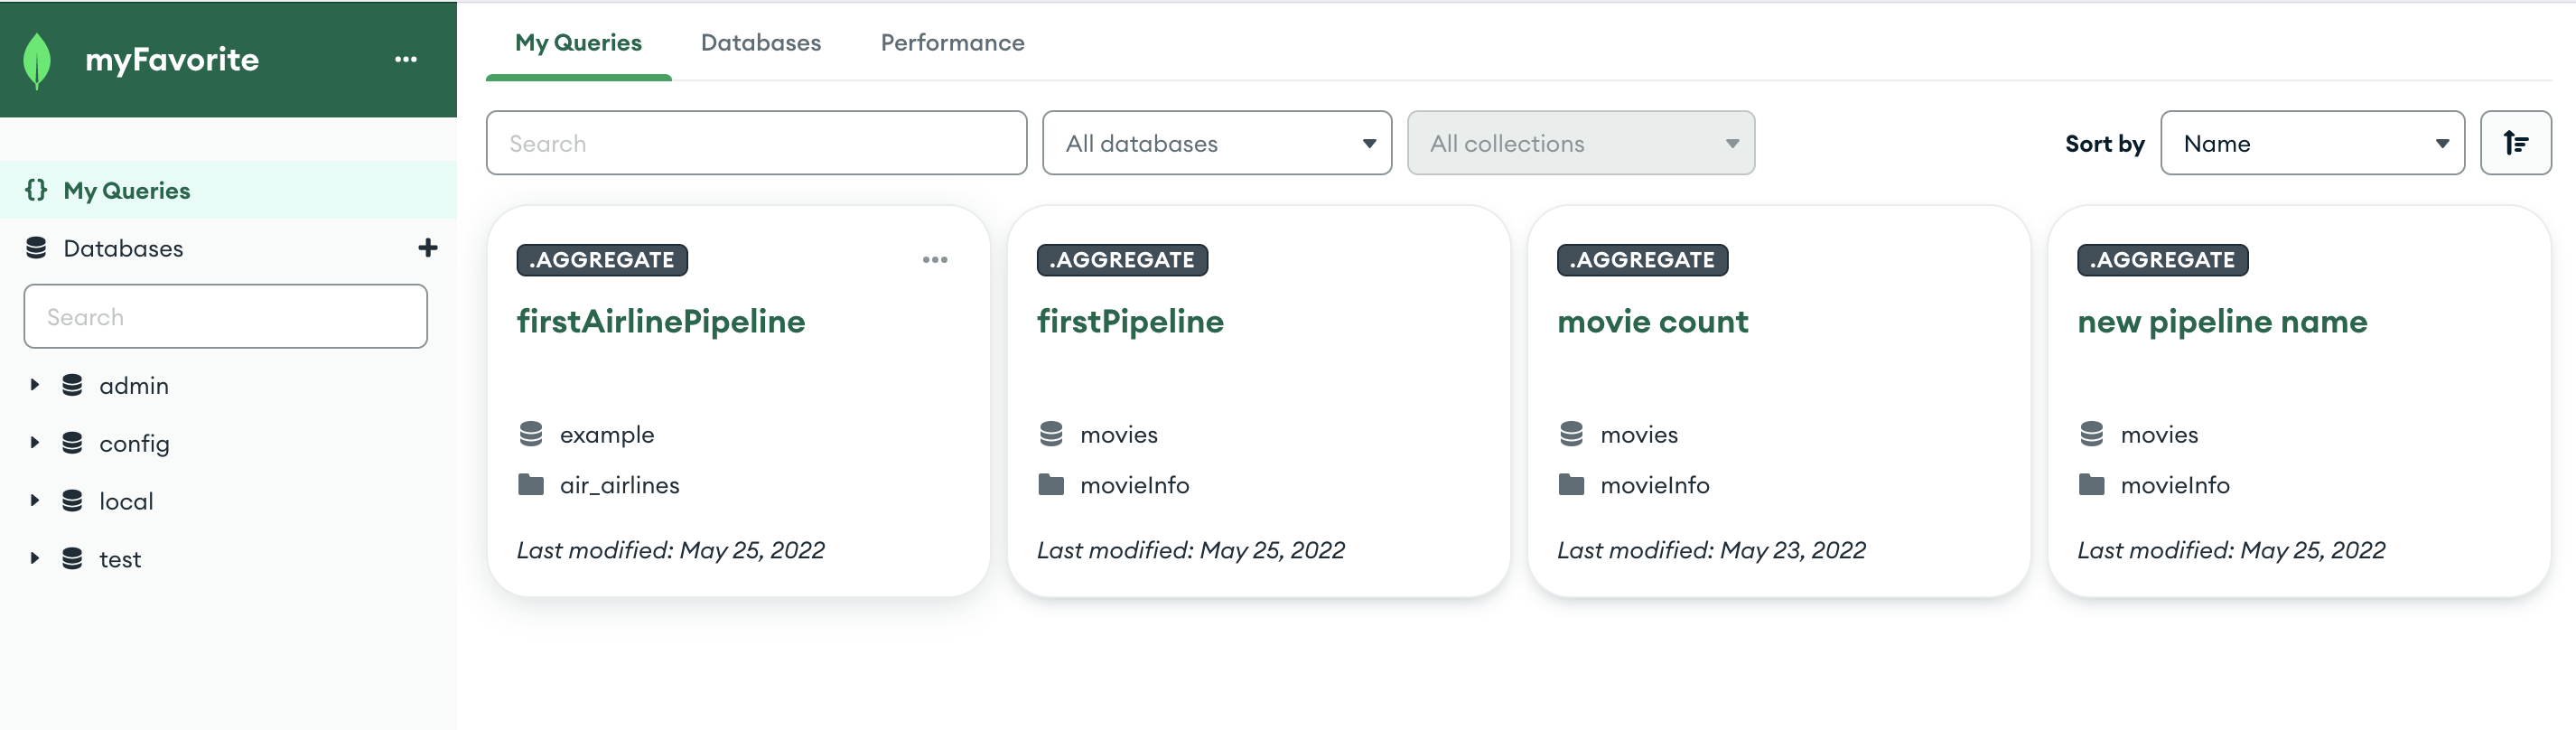 myFavorite
My Queries
Databases
Search
admin
config
local
test
My Queries Databases Performance
Search All databases All collections Sort by Name
.AGGREGATE
firstAirlinePipeline
example
air_airlines
Last modified: May 25, 2022
.AGGREGATE
firstPipeline
movies
movieInfo
Last modified: May 25, 2022
.AGGREGATE
movie count
movies
movieInfo
Last modified: May 23, 2022
.AGGREGATE
new pipeline name
movies
movieInfo
Last modified: May 25, 2022